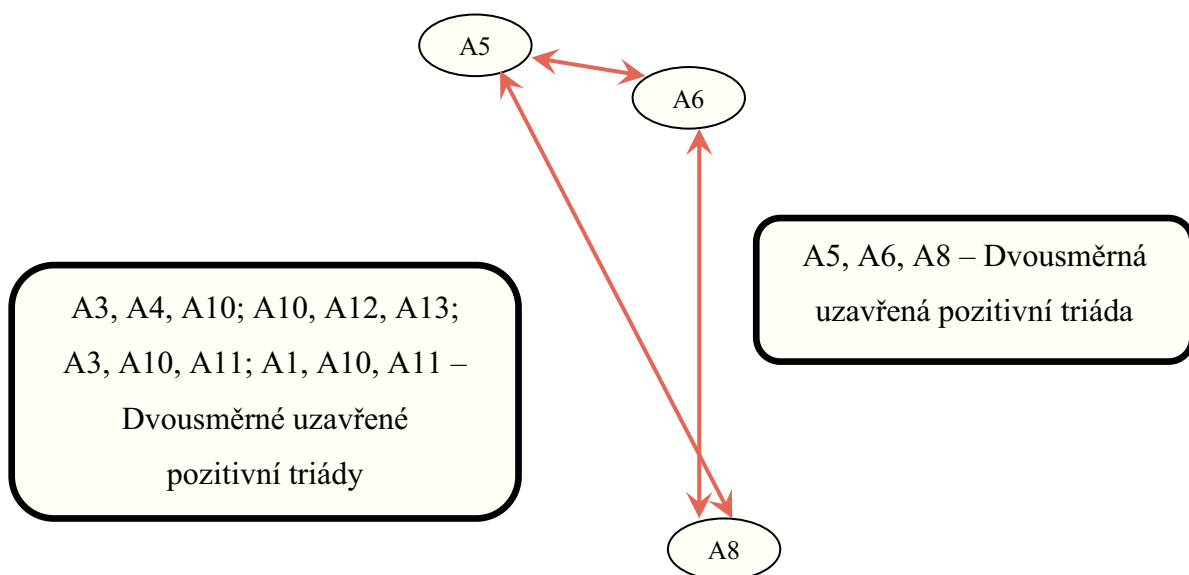 A5
A6
A5, A6, A8 – Dvousměrná
uzavřená pozitivní triáda
A3, A4, A10; A10, A12, A13;
A3, A10, A11; A1, A10, A11 –
Dvousměrné uzavřené
pozitivní triády
A8